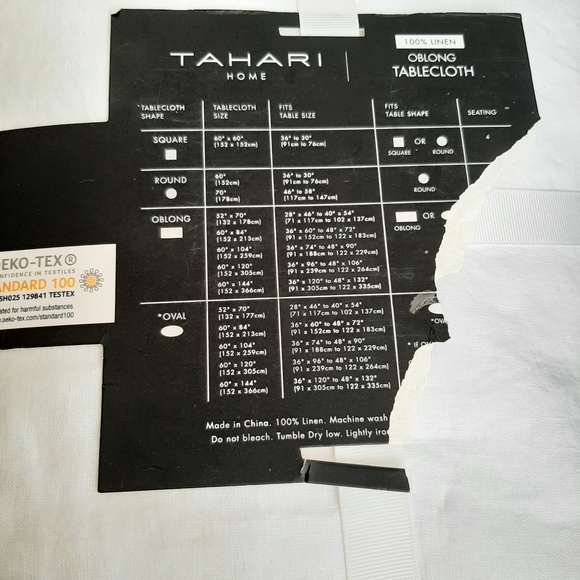 TAHARI
HOME
100% LINEN
OBLONG
TABLECLOTH
TABLECLOTH SHAPE
TABLECLOTH SIZE
FITS TABLE SIZE
FITS TABLE SHAPE
SEATING
SQUARE
60" x 60"
(152 x 152cm)
36" to 30"
(91cm to 76cm)
OR
SQUARE
ROUND
4
ROUND
60"
(152cm)
36" to 30"
(91cm to 76cm)
70"
(178cm)
46" to 58"
(117cm to 147cm)
ROUND
OBLONG
52" x 70"
(132 x 178cm)
28" x 46" to 40" x 54"
(71 x 117cm to 102 x 137cm)
60" x 84"
(152 x 213cm)
36" x 60" to 48" x 72"
(91 x 152cm to 122 x 183cm)
60" x 104"
(152 x 259cm)
36" x 74" to 48" x 90"
(91 x 188cm to 122 x 229cm)
60" x 120"
(152 x 305cm)
36" x 96" to 48" x 106"
(91 x 239cm to 122 x 264cm)
60" x 144"
(152 x 366cm)
36" x 120" to 48" x 132"
(91 x 305cm to 122 x 335cm)
OR
OBLONG
*OVAL
52" x 70"
(132 x 177cm)
28" x 46" to 40" x 54"
(71 x 117cm to 102 x 137cm)
60" x 84"
(152 x 213cm)
36" x 60" to 48" x 72"
(91 x 152cm to 122 x 183cm)
60" x 104"
(152 x 259cm)
36" x 74" to 48" x 90"
(91 x 188cm to 122 x 229cm)
60" x 120"
(152 x 305cm)
36" x 96" to 48" x 106"
(91 x 239cm to 122 x 264cm)
60" x 144"
(152 x 366cm)
36" x 120" to 48" x 132"
(91 x 305cm to 122 x 335cm)
*OVAL
* IF
Made in China. 100% Linen. Machine wash
Do not bleach. Tumble Dry low. Lightly iron
OEKO-TEX®
CONFIDENCE IN TEXTILES
STANDARD 100
SH025 129841 TESTEX
Tested for harmful substances.
www.oeko-tex.com/standard100